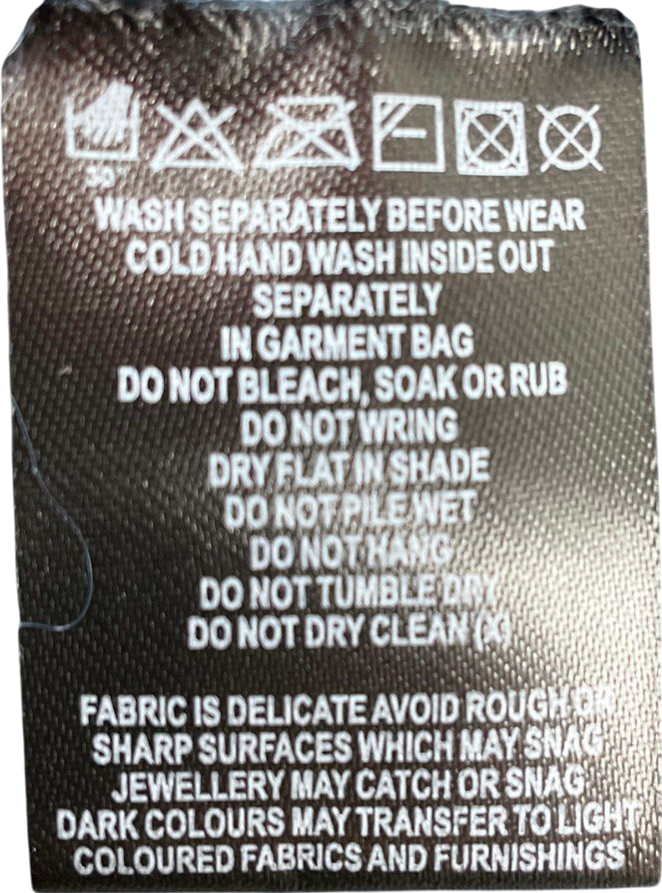 30°
WASH SEPARATELY BEFORE WEAR
COLD HAND WASH INSIDE OUT
SEPARATELY
IN GARMENT BAG
DO NOT BLEACH, SOAK OR RUB
DO NOT WRING
DRY FLAT IN SHADE
DO NOT PILE WET
DO NOT HANG
DO NOT TUMBLE DRY
DO NOT DRY CLEAN (X)
FABRIC IS DELICATE AVOID ROUGH OR
SHARP SURFACES WHICH MAY SNAG
JEWELLERY MAY CATCH OR SNAG
DARK COLOURS MAY TRANSFER TO LIGHT
COLOURED FABRICS AND FURNISHINGS